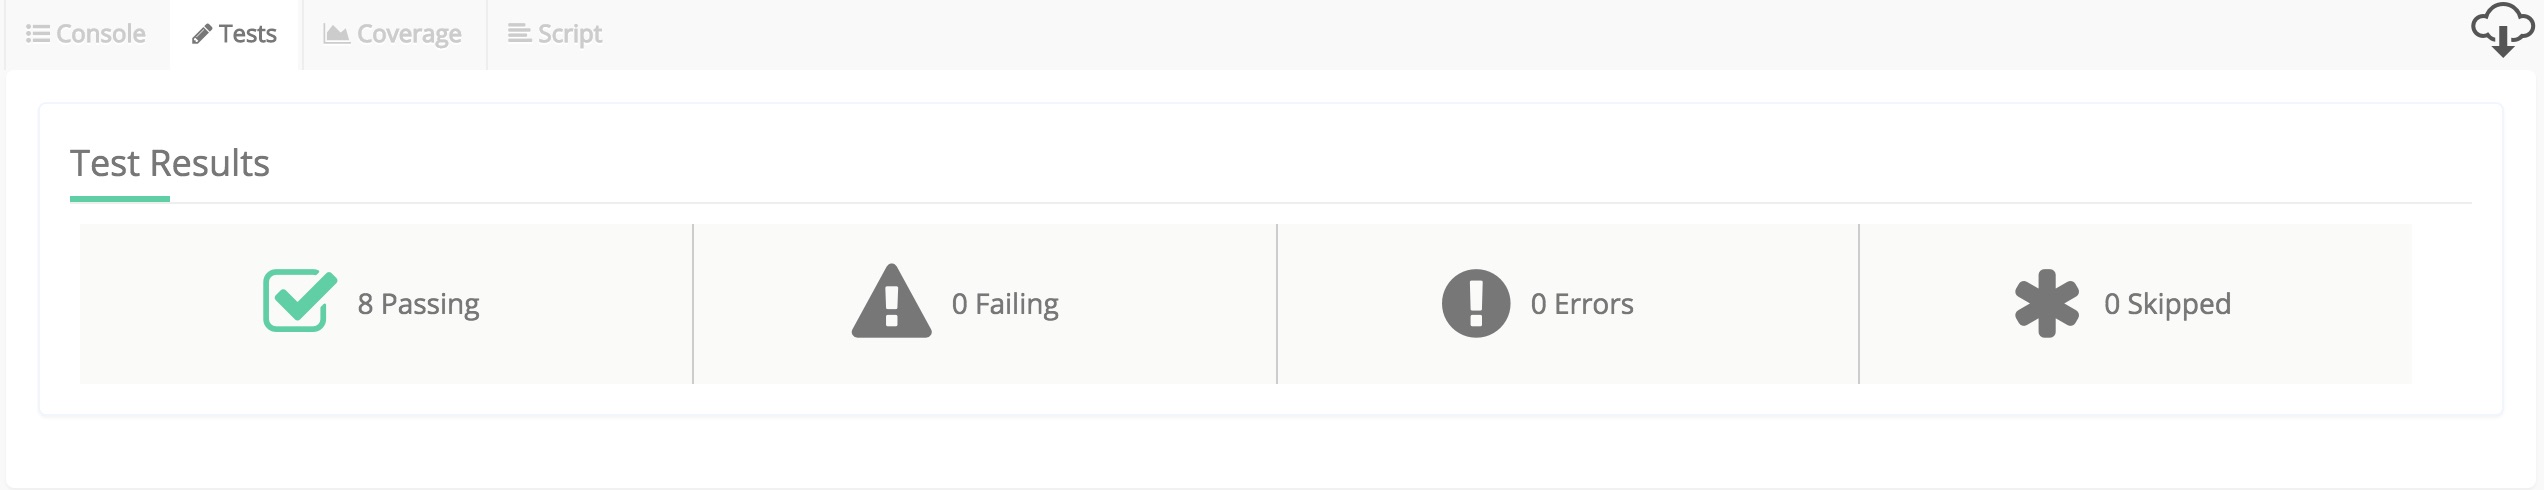 Console
Tests
Coverage
Script
Test Results
8 Passing
0 Failing
0 Errors
0 Skipped